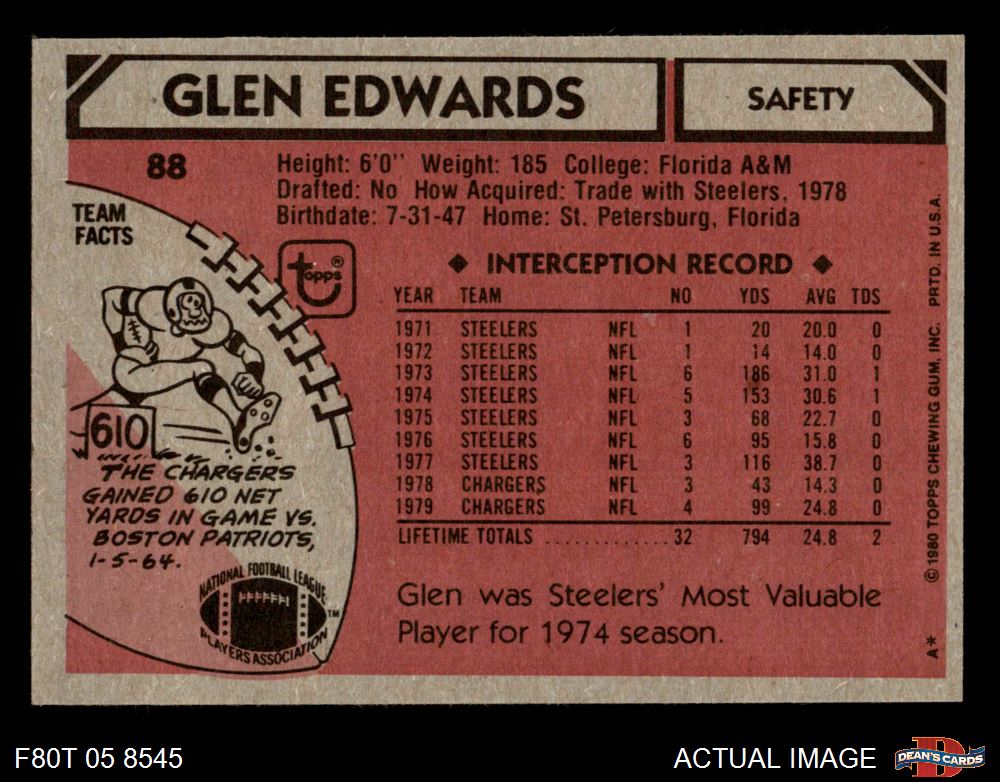 GLEN EDWARDS
SAFETY
88
Height: 6'0" Weight: 185 College: Florida A&M
Drafted: No How Acquired: Trade with Steelers, 1978
Birthdate: 7-31-47 Home: St. Petersburg, Florida
TEAM
FACTS
topps®
◆ INTERCEPTION RECORD ◆
YEAR TEAM NO YDS AVG TDS
1971 STEELERS NFL 1 20 20.0 0
1972 STEELERS NFL 1 14 14.0 0
1973 STEELERS NFL 6 186 31.0 1
1974 STEELERS NFL 5 153 30.6 1
1975 STEELERS NFL 3 68 22.7 0
1976 STEELERS NFL 6 95 15.8 0
1977 STEELERS NFL 3 116 38.7 0
1978 CHARGERS NFL 3 43 14.3 0
1979 CHARGERS NFL 4 99 24.8 0
LIFETIME TOTALS ............. 32 794 24.8 2
610
THE CHARGERS
GAINED 610 NET
YARDS IN GAME VS.
BOSTON PATRIOTS,
1-5-64.
NATIONAL FOOTBALL LEAGUE
PLAYERS ASSOCIATION
TM
Glen was Steelers' Most Valuable
Player for 1974 season.
A* © 1980 TOPPS CHEWING GUM, INC. PRTD. IN U.S.A.
F80T 05 8545
ACTUAL IMAGE
D
DEAN'S CARDS